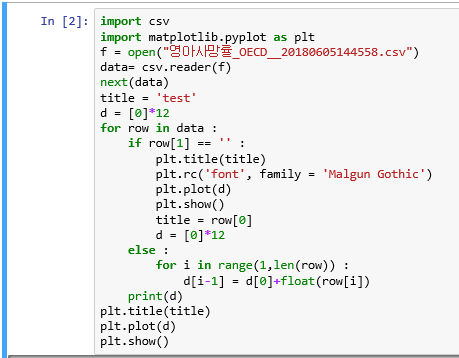 In [2]: import csv
import matplotlib.pyplot as plt
f = open("영아사망률_OECD__20180605144558.csv")
data= csv.reader(f)
next(data)
title = 'test'
d = [0]*12
for row in data :
    if row[1] == '' :
        plt.title(title)
        plt.rc('font', family = 'Malgun Gothic')
        plt.plot(d)
        plt.show()
        title = row[0]
        d = [0]*12
    else :
        for i in range(1,len(row)) :
            d[i-1] = d[0]+float(row[i])
    print(d)
plt.title(title)
plt.plot(d)
plt.show()